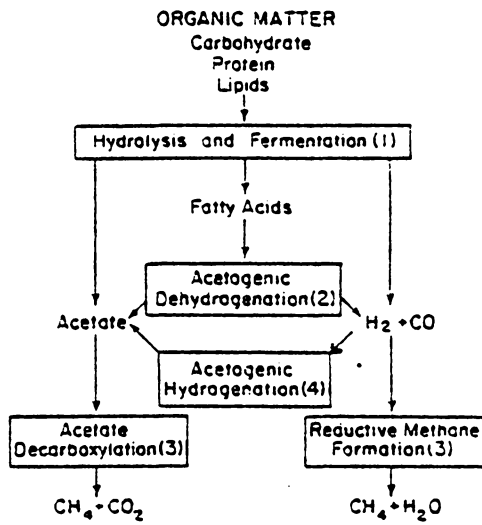 ORGANIC MATTER
Carbohydrate
Protein
Lipids
Hydrolysis and Fermentation (1)
Fatty Acids
Acetogenic
Dehydrogenation (2)
Acetate
H₂ + CO
Acetogenic
Hydrogenation (4)
Acetate
Decarboxylation (3)
Reductive Methane
Formation (3)
CH₄ + CO₂
CH₄ + H₂O